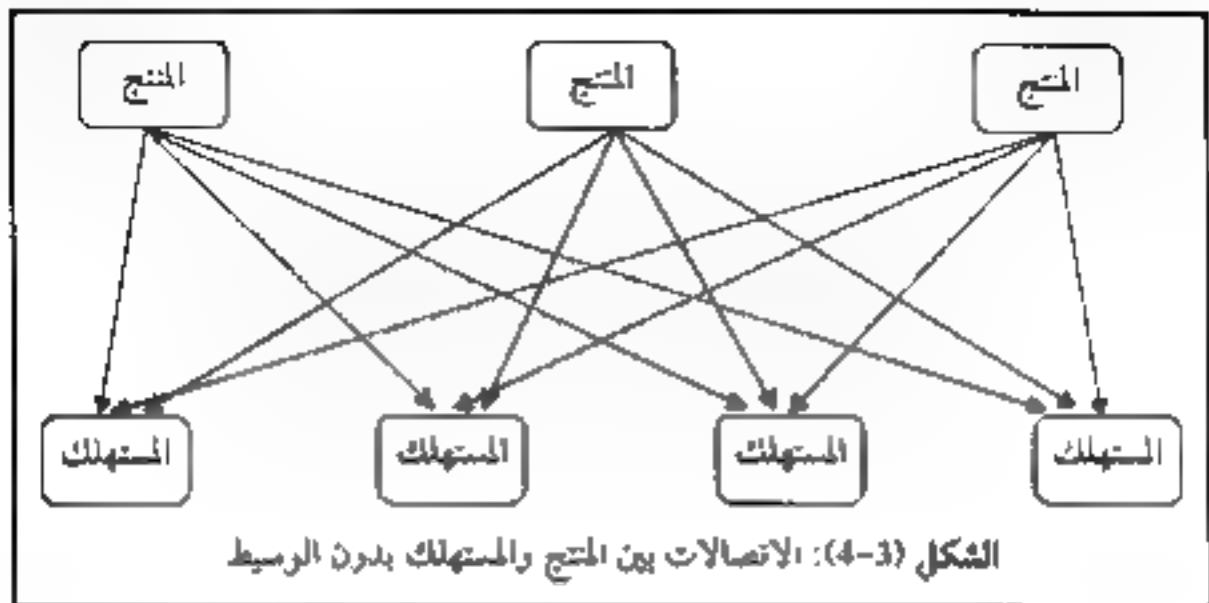 المنتج
المنتج
المنتج
المستهلك
المستهلك
المستهلك
المستهلك
الشكل (3-4): الاتصالات بين المنتج والمستهلك بدون الوسيط